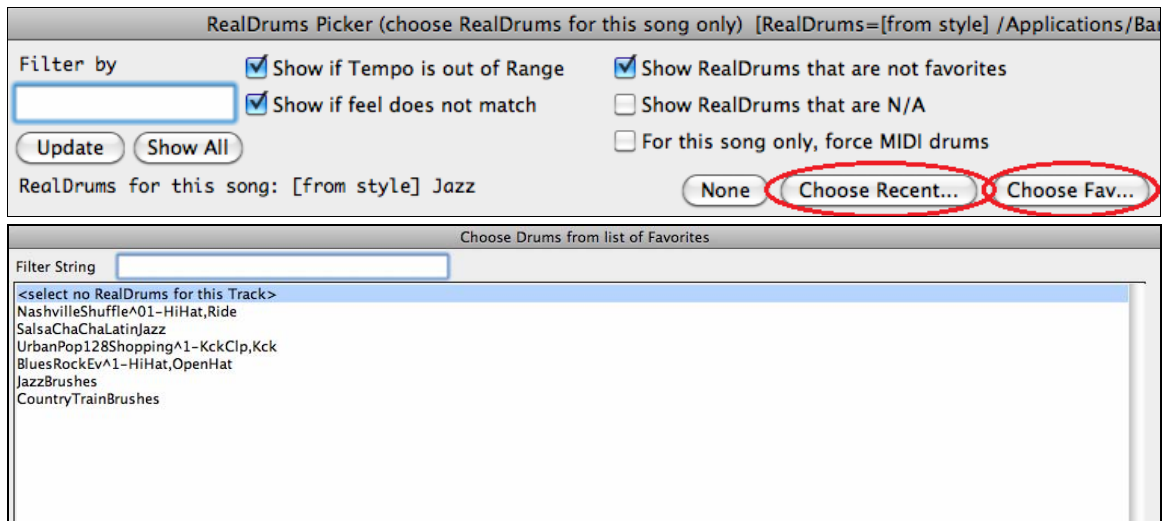 RealDrums Picker (choose RealDrums for this song only) [RealDrums=[from style] /Applications/Ba
Filter by
Show if Tempo is out of Range
Show RealDrums that are not favorites
Show if feel does not match
Show RealDrums that are N/A
Update
Show All
For this song only, force MIDI drums
RealDrums for this song: [from style] Jazz
None
Choose Recent...
Choose Fav...
Choose Drums from list of Favorites
Filter String
<select no RealDrums for this Track>
NashvilleShuffle^01-HiHat,Ride
SalsaChaChaLatinJazz
UrbanPop128Shopping^1-KckClp,Kck
BluesRockEv^1-HiHat,OpenHat
JazzBrushes
CountryTrainBrushes